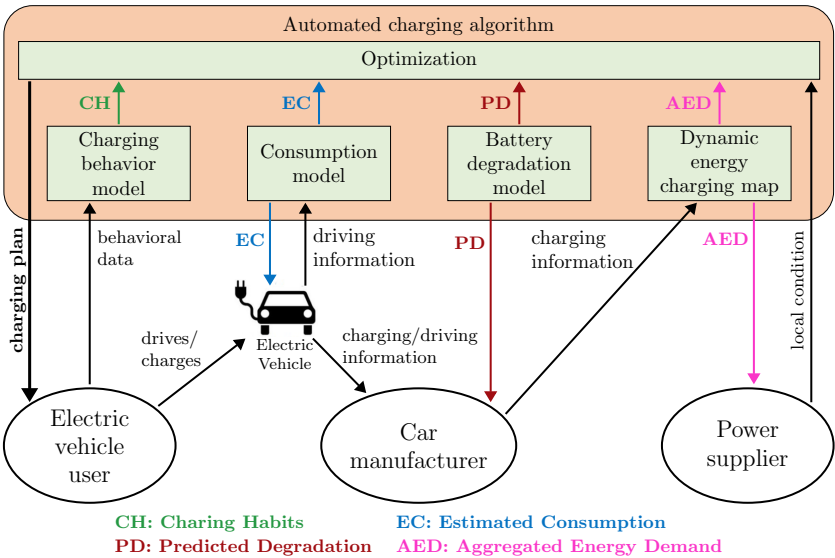 Automated charging algorithm
Optimization
CH
EC
PD
AED
Charging
behavior
model
Consumption
model
Battery
degradation
model
Dynamic
energy
charging map
charging plan
behavioral
data
EC
driving
information
PD
charging
information
AED
local condition
drives/
charges
Electric
Vehicle
charging/driving
information
Electric
vehicle
user
Car
manufacturer
Power
supplier
CH: Charing Habits
EC: Estimated Consumption
PD: Predicted Degradation
AED: Aggregated Energy Demand